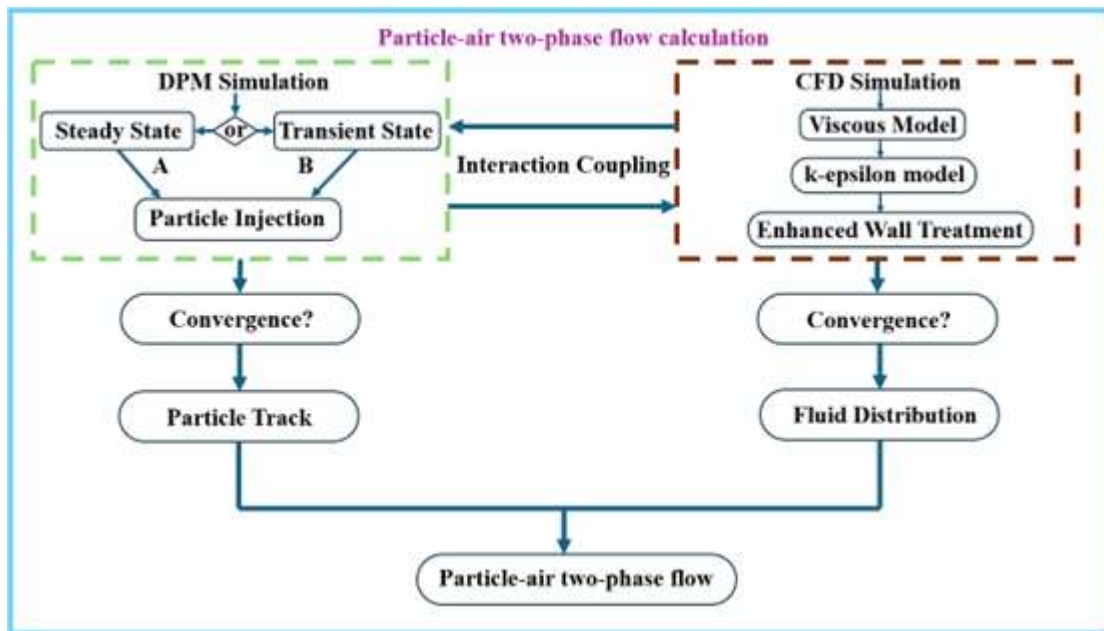 Particle-air two-phase flow calculation
DPM Simulation
Steady State
or
Transient State
A
B
Particle Injection
Interaction Coupling
CFD Simulation
Viscous Model
k-epsilon model
Enhanced Wall Treatment
Convergence?
Convergence?
Particle Track
Fluid Distribution
Particle-air two-phase flow